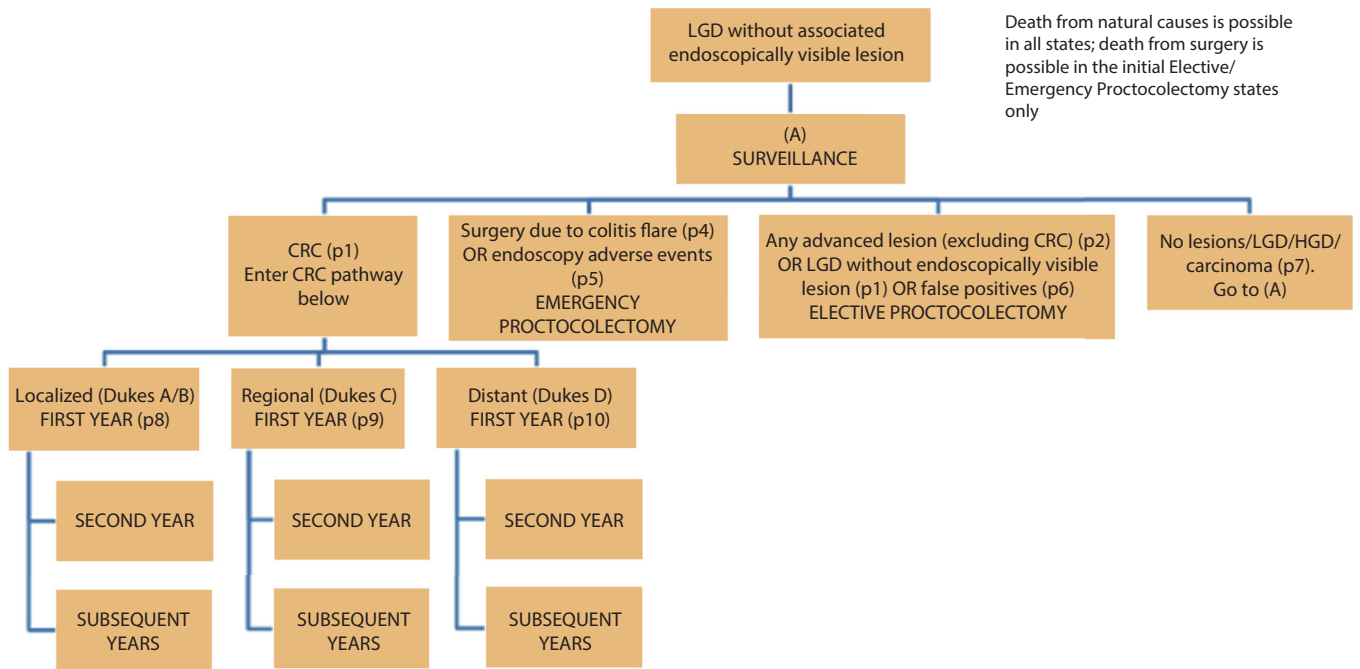 LGD without associated
endoscopically visible lesion
Death from natural causes is possible
in all states; death from surgery is
possible in the initial Elective/
Emergency Proctocolectomy states
only
(A)
SURVEILLANCE
CRC (p1)
Enter CRC pathway
below
Surgery due to colitis flare (p4)
OR endoscopy adverse events
(p5)
EMERGENCY
PROCTOCOLECTOMY
Any advanced lesion (excluding CRC) (p2)
OR LGD without endoscopically visible
lesion (p1) OR false positives (p6)
ELECTIVE PROCTOCOLECTOMY
No lesions/LGD/HGD/
carcinoma (p7).
Go to (A)
Localized (Dukes A/B)
FIRST YEAR (p8)
Regional (Dukes C)
FIRST YEAR (p9)
Distant (Dukes D)
FIRST YEAR (p10)
SECOND YEAR
SECOND YEAR
SECOND YEAR
SUBSEQUENT
YEARS
SUBSEQUENT
YEARS
SUBSEQUENT
YEARS